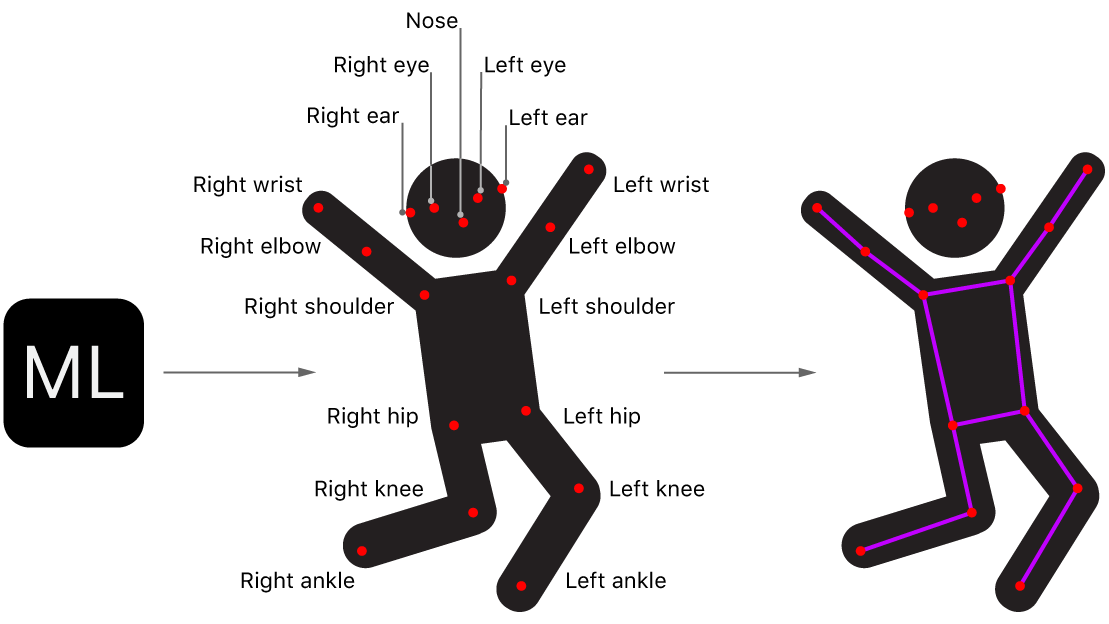 Nose
Right eye
Left eye
Right ear
Left ear
Right wrist
Left wrist
Right elbow
Left elbow
Right shoulder
Left shoulder
ML
Right hip
Left hip
Right knee
Left knee
Right ankle
Left ankle